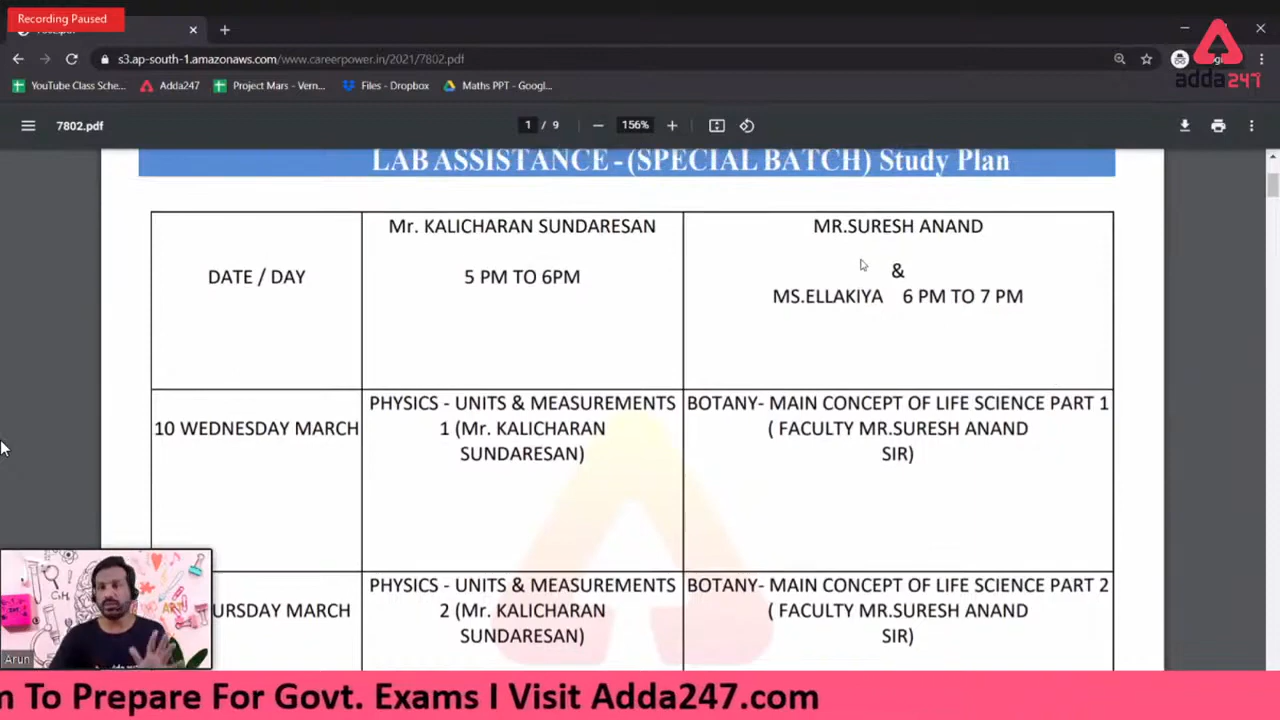 Recording Paused
s3.ap-south-1.amazonaws.com/www.careerpower.in/2021/7802.pdf
YouTube Class Sche... Adda247 Project Mars - Vern... Files - Dropbox Maths PPT - Googl...
adda247
7802.pdf 1 / 9 156%
LAB ASSISTANCE - (SPECIAL BATCH) Study Plan
DATE / DAY
Mr. KALICHARAN SUNDARESAN
5 PM TO 6PM
MR.SURESH ANAND
&
MS.ELLAKIYA 6 PM TO 7 PM
10 WEDNESDAY MARCH
PHYSICS - UNITS & MEASUREMENTS
1 (Mr. KALICHARAN
SUNDARESAN)
BOTANY- MAIN CONCEPT OF LIFE SCIENCE PART 1
( FACULTY MR.SURESH ANAND
SIR)
URSDAY MARCH
PHYSICS - UNITS & MEASUREMENTS
2 (Mr. KALICHARAN
SUNDARESAN)
BOTANY- MAIN CONCEPT OF LIFE SCIENCE PART 2
( FACULTY MR.SURESH ANAND
SIR)
Arun
m To Prepare For Govt. Exams I Visit Adda247.com